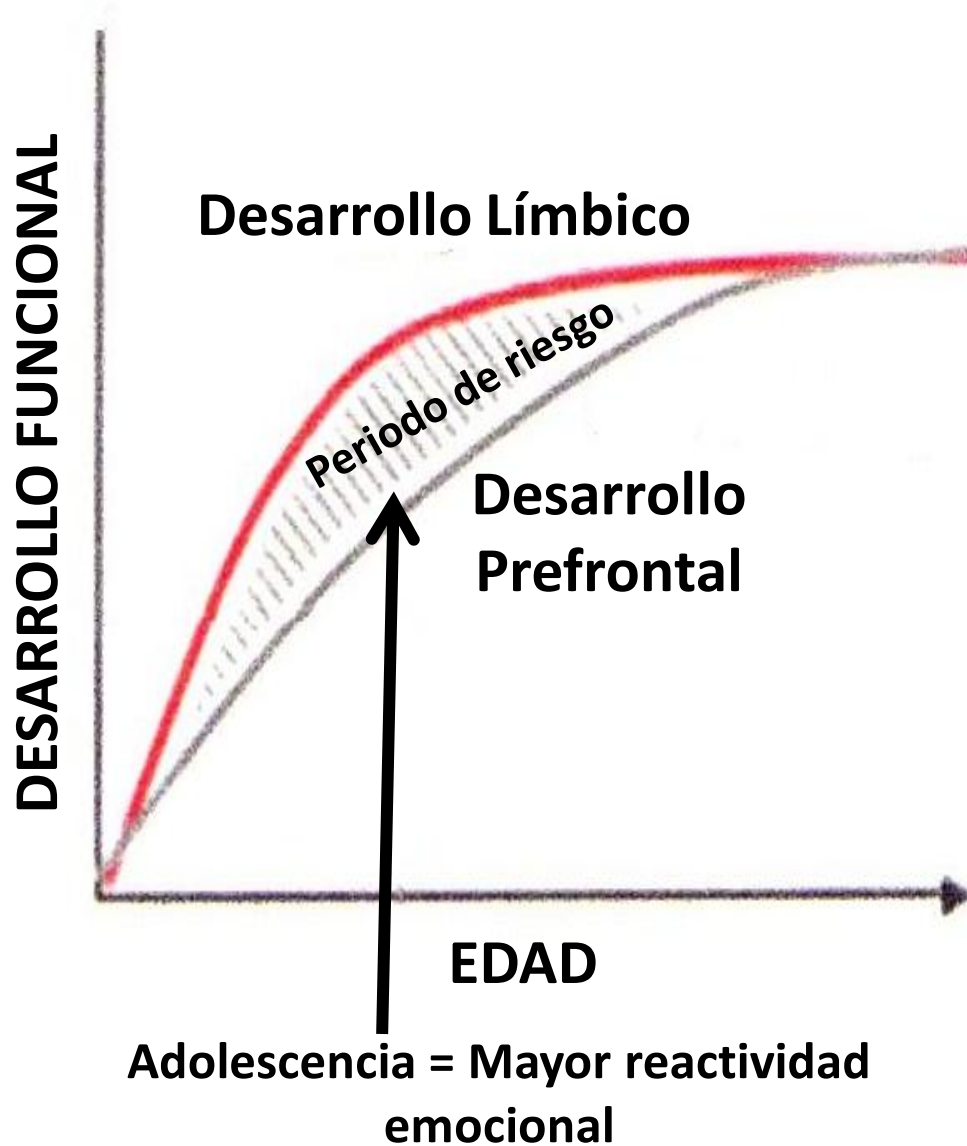 DESARROLLO FUNCIONAL
Desarrollo Límbico
Periodo de riesgo
Desarrollo
Prefrontal
EDAD
Adolescencia = Mayor reactividad
emocional